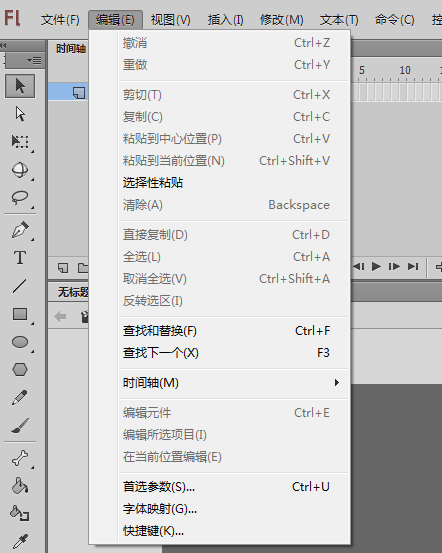 Fl 文件(F) 编辑(E) 视图(V) 插入(I) 修改(M) 文本(T) 命令(C)
时间轴
5 10
撤消 Ctrl+Z
重做 Ctrl+Y
剪切(T) Ctrl+X
复制(C) Ctrl+C
粘贴到中心位置(P) Ctrl+V
粘贴到当前位置(N) Ctrl+Shift+V
选择性粘贴
清除(A) Backspace
直接复制(D) Ctrl+D
全选(L) Ctrl+A
取消全选(V) Ctrl+Shift+A
反转选区(I)
无标题
查找和替换(F) Ctrl+F
查找下一个(X) F3
时间轴(M)
编辑元件 Ctrl+E
编辑所选项目(I)
在当前位置编辑(E)
首选参数(S)... Ctrl+U
字体映射(G)...
快捷键(K)...